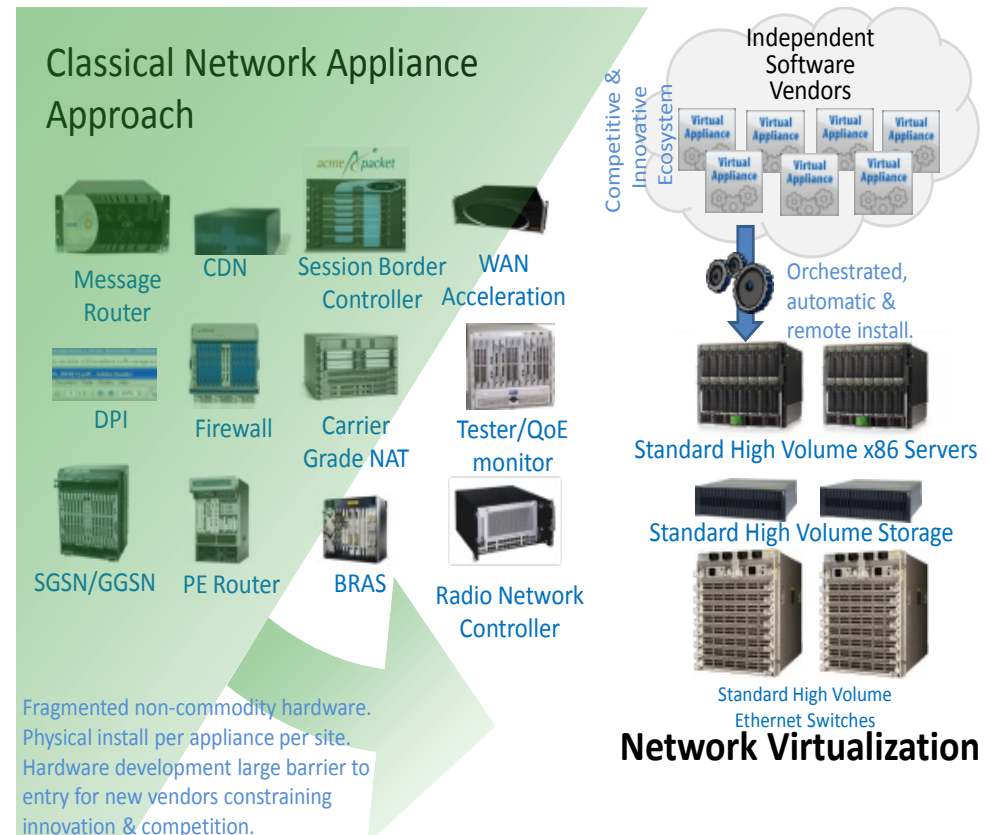 Classical Network Appliance
Approach
acme packet
Message
Router
CDN
Session Border
Controller
WAN
Acceleration
DPI
Firewall
Carrier
Grade NAT
Tester/QoE
monitor
SGSN/GGSN
PE Router
BRAS
Radio Network
Controller
Fragmented non-commodity hardware.
Physical install per appliance per site.
Hardware development large barrier to
entry for new vendors constraining
innovation & competition.
Independent
Software
Vendors
Competitive &
Innovative
Ecosystem
Virtual
Appliance
Virtual
Appliance
Virtual
Appliance
Virtual
Appliance
Virtual
Appliance
Virtual
Appliance
Virtual
Appliance
Orchestrated,
automatic &
remote install.
Standard High Volume x86 Servers
Standard High Volume Storage
Standard High Volume
Ethernet Switches
Network Virtualization